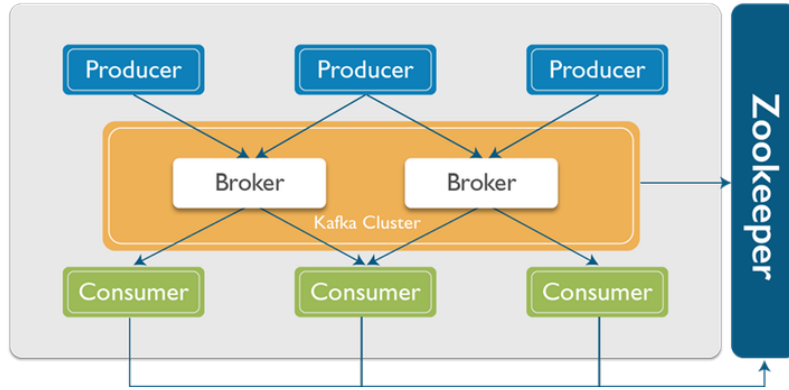 Producer
Producer
Producer
Broker
Broker
Kafka Cluster
Consumer
Consumer
Consumer
Zookeeper